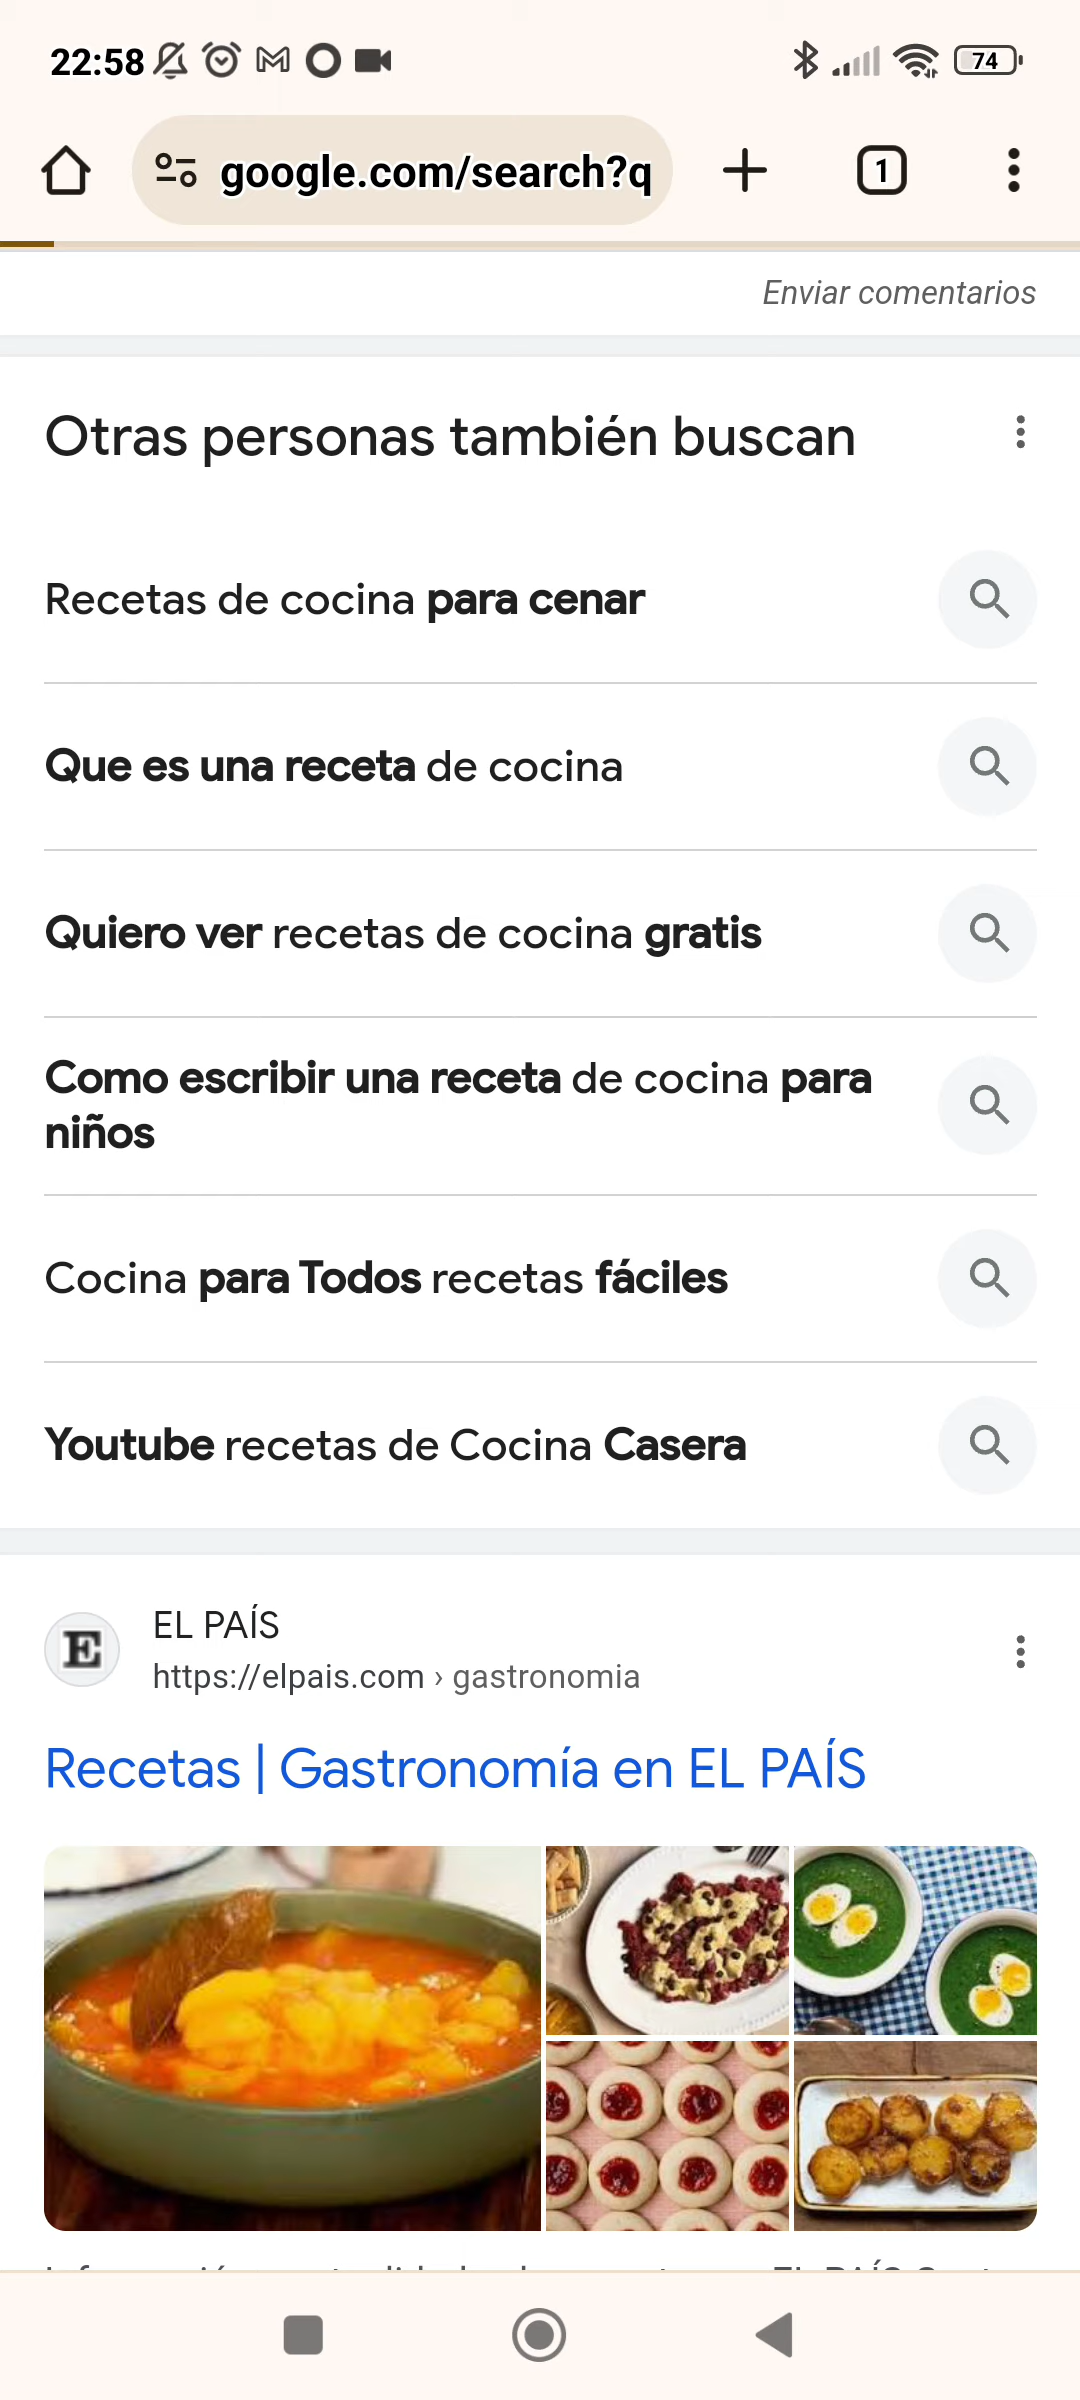 22:58
74
google.com/search?q
1
Enviar comentarios
Otras personas también buscan
Recetas de cocina para cenar
Que es una receta de cocina
Quiero ver recetas de cocina gratis
Como escribir una receta de cocina para
niños
Cocina para Todos recetas fáciles
Youtube recetas de Cocina Casera
E
EL PAÍS
https://elpais.com › gastronomia
Recetas | Gastronomía en EL PAÍS